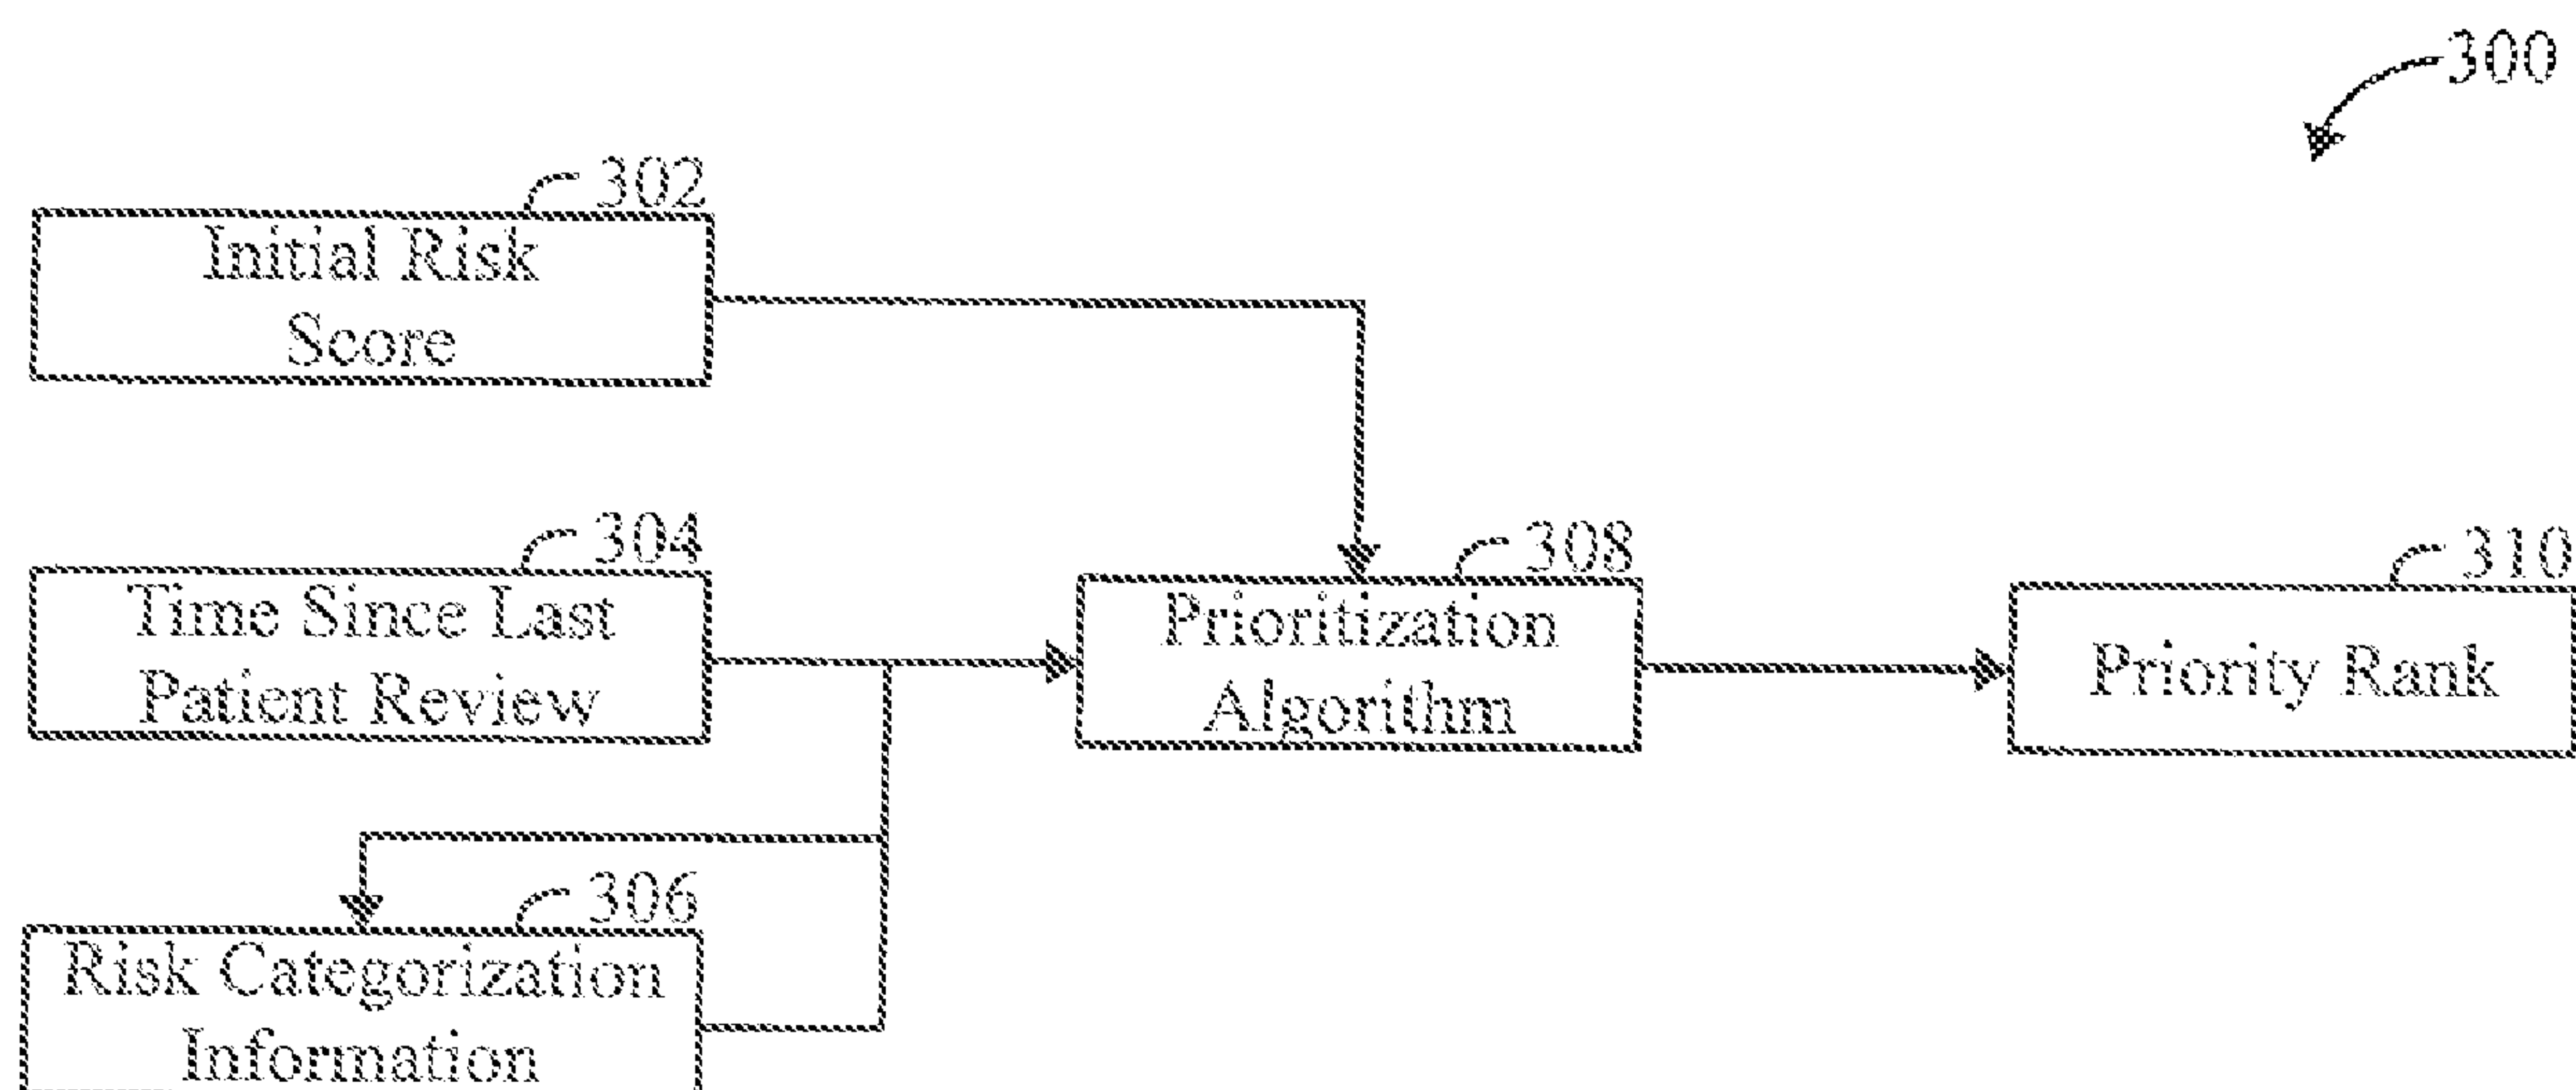 300
302
Initial Risk
Score
304
Time Since Last
Patient Review
306
Risk Categorization
Information
308
Prioritization
Algorithm
310
Priority Rank